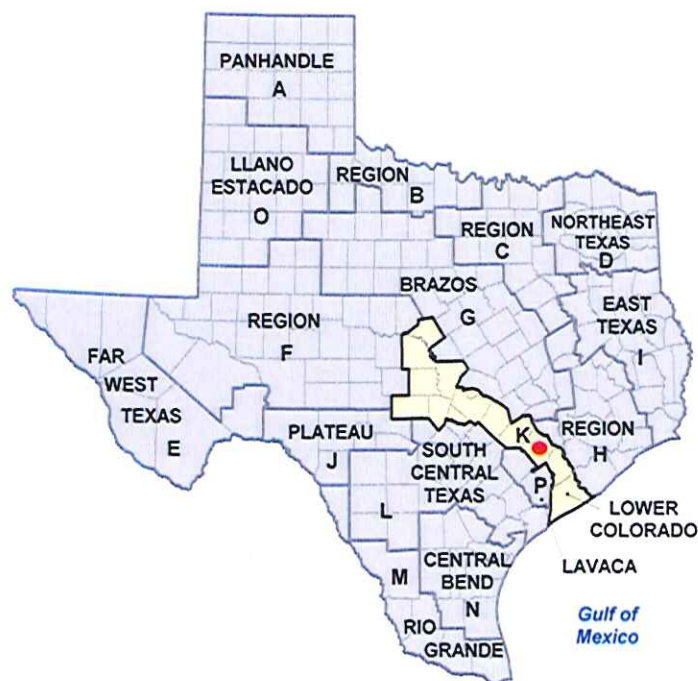 PANHANDLE
A
LLANO
ESTACADO
O
REGION
B
REGION
C
NORTHEAST
TEXAS
D
BRAZOS
G
EAST
TEXAS
I
REGION
F
FAR
WEST
TEXAS
E
PLATEAU
J
SOUTH
CENTRAL
TEXAS
L
K
REGION
H
P
LOWER
COLORADO
LAVACA
M
RIO
GRANDE
CENTRAL
BEND
N
Gulf of
Mexico